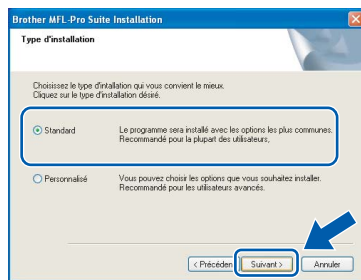 Brother MFL-Pro Suite Installation
Type d'installation
Choisissez le type d'intallation qui vous convient le mieux.
Cliquez sur le type d'installation désiré.
Standard
Le programme sera installé avec les options les plus communes.
Recommandé pour la plupart des utilisateurs,
Personnalisé
Vous pouvez choisir les options que vous souhaitez installer.
Recommandé pour les utilisateurs avancés.
< Précéden
Suivant >
Annuler